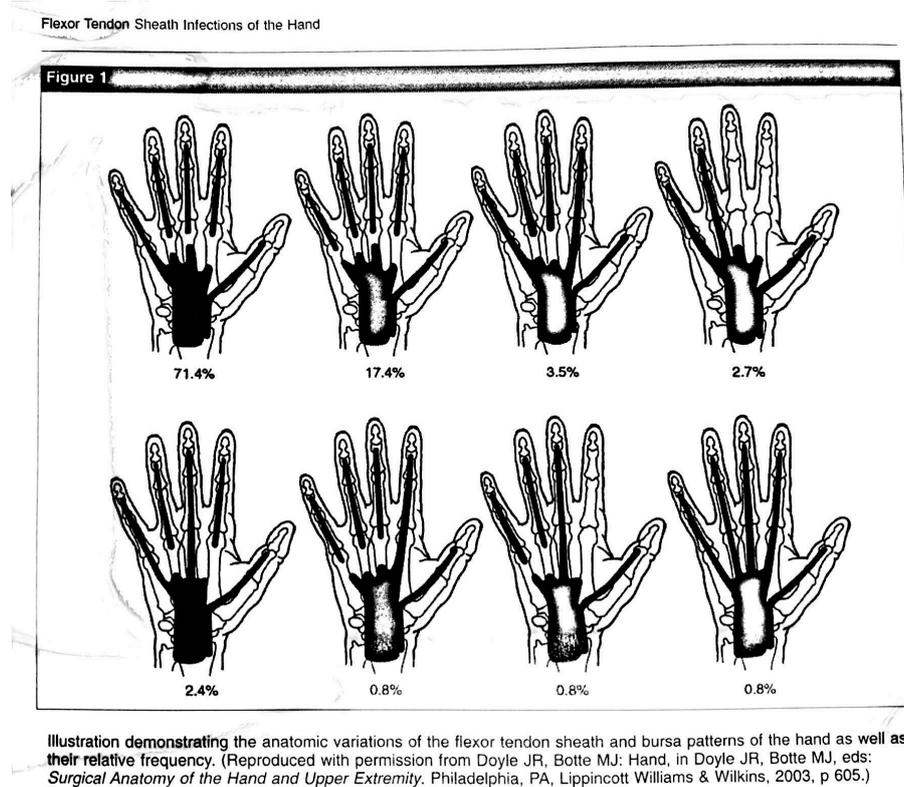 Flexor Tendon Sheath Infections of the Hand
Figure 1
71.4%
17.4%
3.5%
2.7%
2.4%
0.8%
0.8%
0.8%
Illustration demonstrating the anatomic variations of the flexor tendon sheath and bursa patterns of the hand as well as
their relative frequency. (Reproduced with permission from Doyle JR, Botte MJ: Hand, in Doyle JR, Botte MJ, eds:
Surgical Anatomy of the Hand and Upper Extremity. Philadelphia, PA, Lippincott Williams & Wilkins, 2003, p 605.)